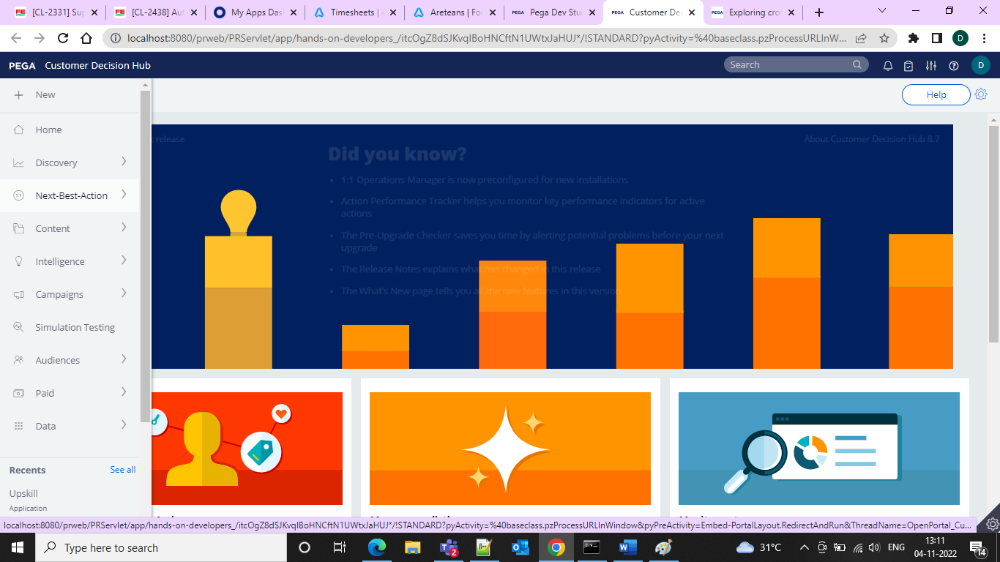 [CL-2331] Sup
[CL-2438] Aut
My Apps Das
Timesheets | A
Areteans | Fo
Pega Dev Stu
Customer De
Exploring cro
localhost:8080/prweb/PRServlet/app/hands-on-developers_/itcOgZ8dSJKvqIBoHNCftN1UWtxJaHUJ*/!STANDARD?pyActivity=%40baseclass.pzProcessURLInW...
D
PEGA Customer Decision Hub
Search
D
New
Help
Home
Discovery
Next-Best-Action
Content
Intelligence
Campaigns
Simulation Testing
Audiences
Paid
Data
Recents See all
Upskill
Application
release
About Customer Decision Hub 8.7
Did you know?
• 1:1 Operations Manager is now preconfigured for new installations
• Action Performance Tracker helps you monitor key performance indicators for active
actions
• The Pre-Upgrade Checker saves you time by alerting potential problems before your next
upgrade
• The Release Notes explains what has changed in this release
• The What's New page tells you all the new features in this version
localhost:8080/prweb/PRServlet/app/hands-on-developers_/itcOgZ8dSJKvqIBoHNCftN1UWtxJaHUJ*/!STANDARD?pyActivity=%40baseclass.pzProcessURLInWindow&pyPreActivity=Embed-PortalLayout.RedirectAndRun&ThreadName=OpenPortal_Cu...
Type here to search
2
31°C
ENG
13:11
04-11-2022
14